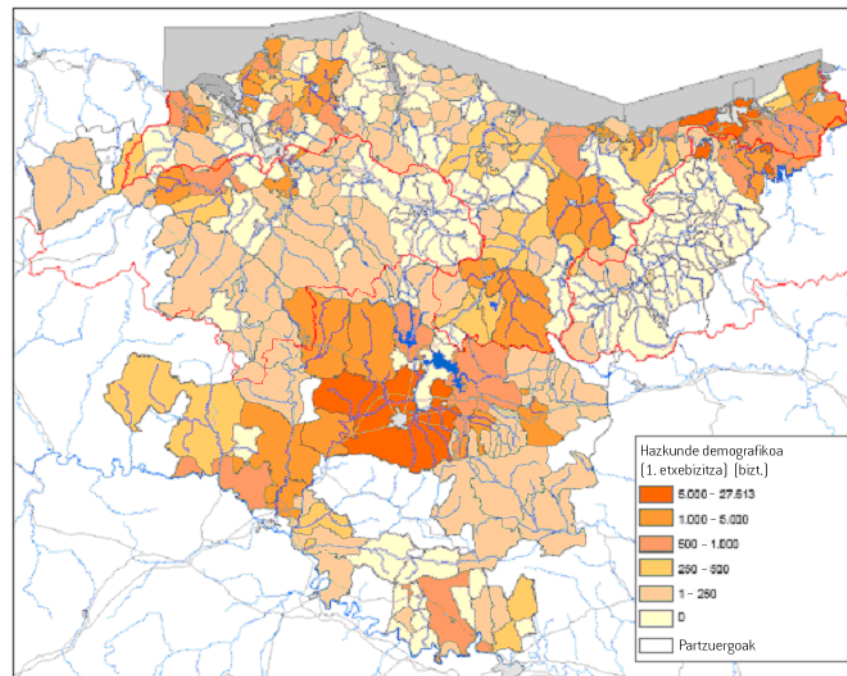 Hazkunde demografikoa
(1. etxebizitza) (bizt.)
5.000 - 27.513
1.000 - 5.000
500 - 1.000
250 - 500
1 - 250
0
Partzuergoak